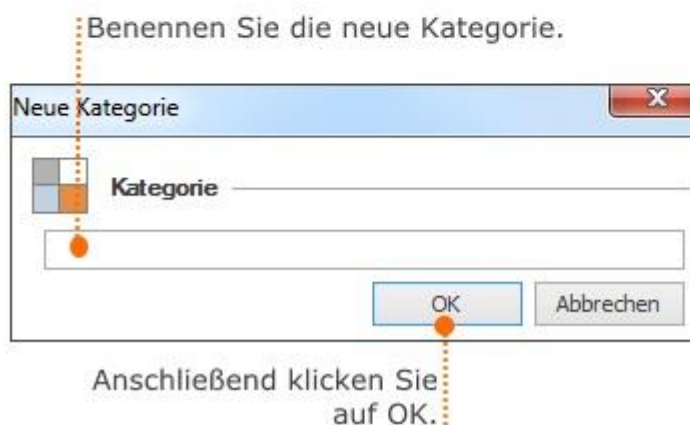 Benennen Sie die neue Kategorie.
Neue Kategorie
Kategorie
OK Abbrechen
Anschließend klicken Sie
auf OK.